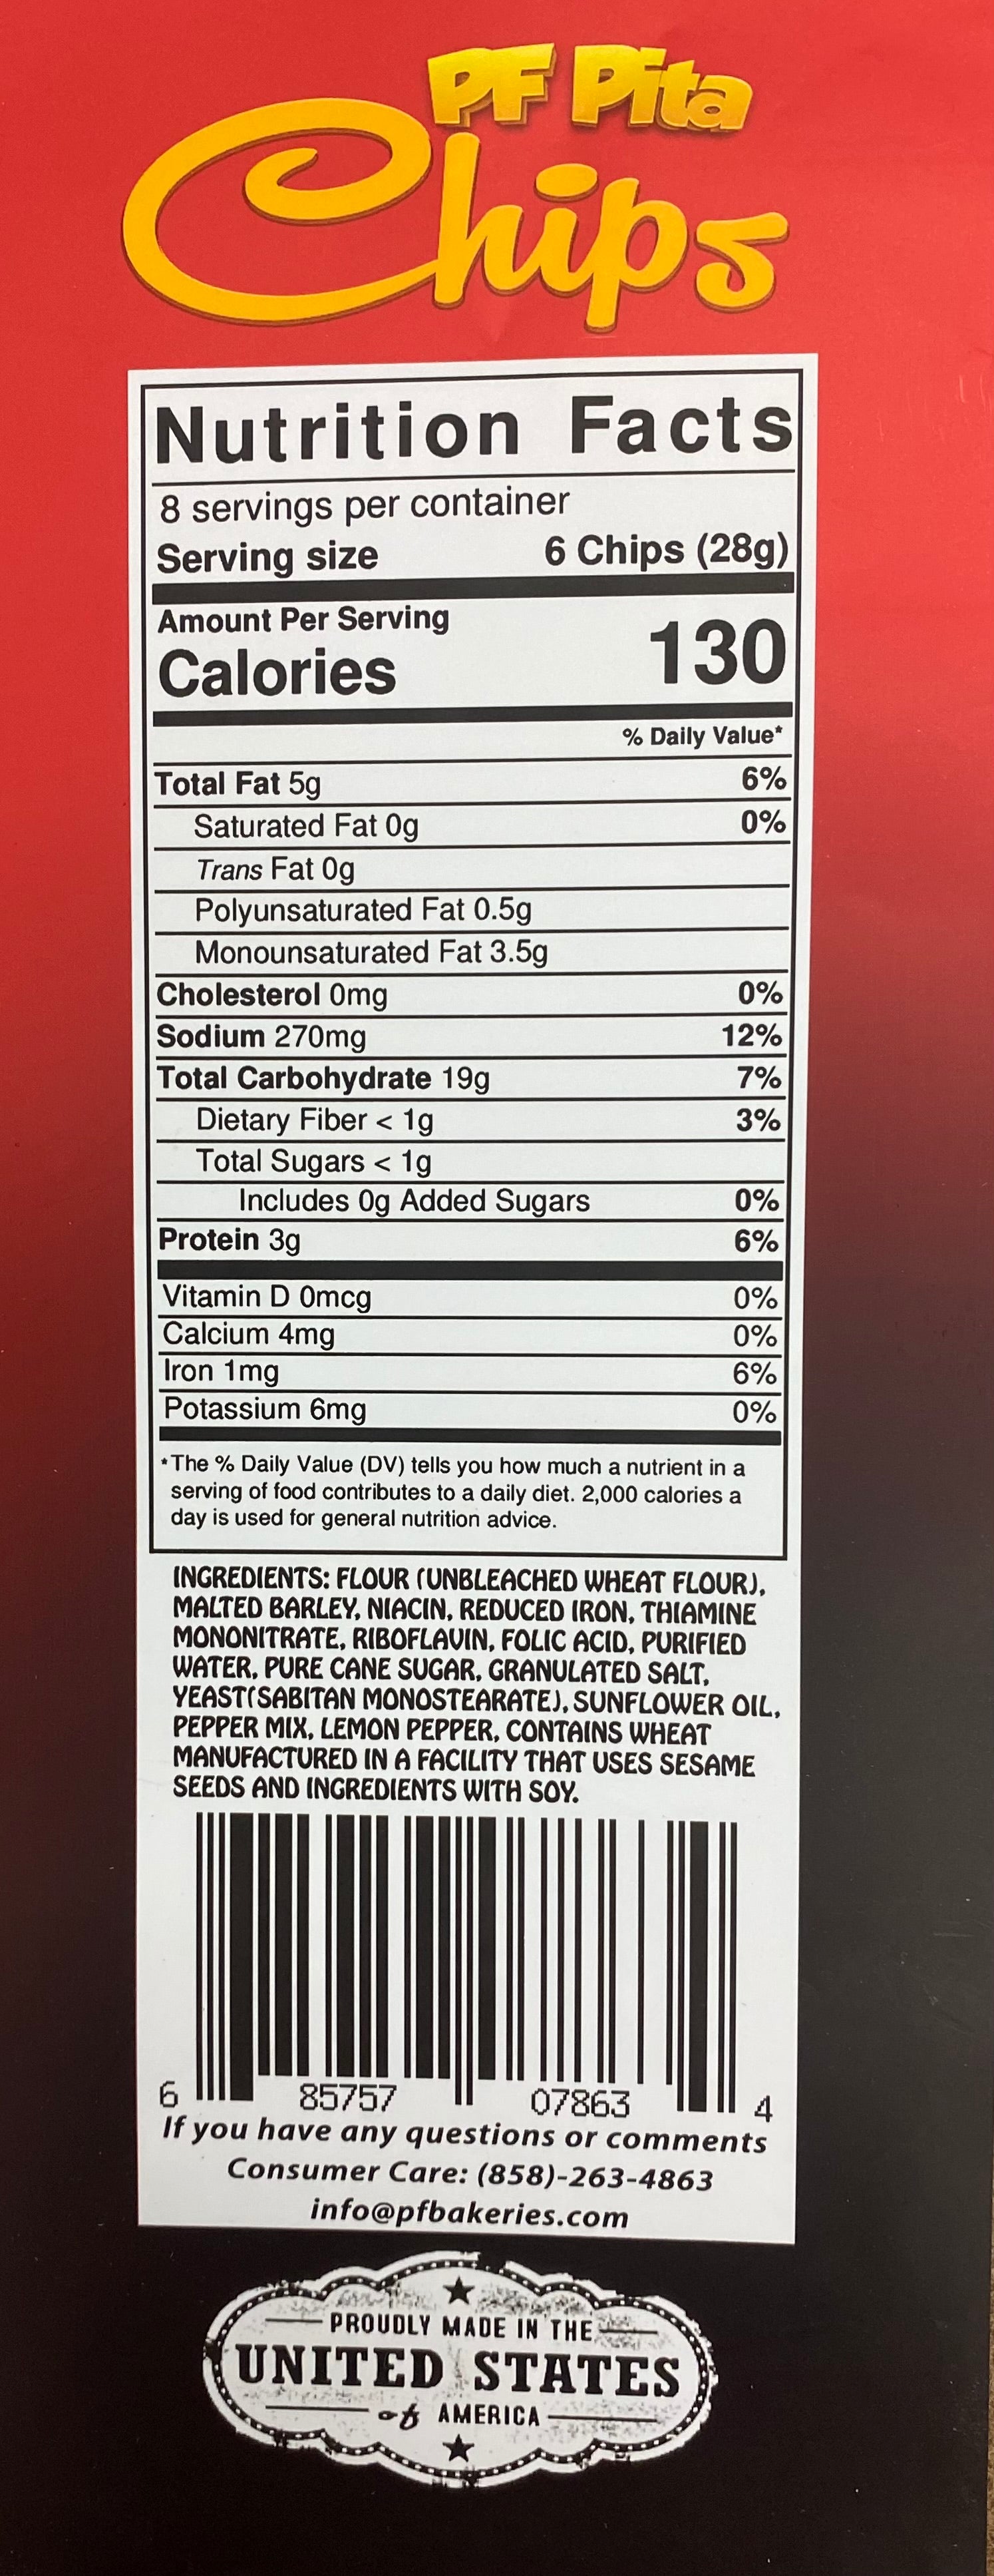 PF Pita
Chips
Nutrition Facts
8 servings per container
Serving size 6 Chips (28g)
Amount Per Serving
Calories 130
% Daily Value*
Total Fat 5g 6%
Saturated Fat 0g 0%
Trans Fat 0g
Polyunsaturated Fat 0.5g
Monounsaturated Fat 3.5g
Cholesterol 0mg 0%
Sodium 270mg 12%
Total Carbohydrate 19g 7%
Dietary Fiber < 1g 3%
Total Sugars < 1g
Includes 0g Added Sugars 0%
Protein 3g 6%
Vitamin D 0mcg 0%
Calcium 4mg 0%
Iron 1mg 6%
Potassium 6mg 0%
*The % Daily Value (DV) tells you how much a nutrient in a
serving of food contributes to a daily diet. 2,000 calories a
day is used for general nutrition advice.
INGREDIENTS: FLOUR (UNBLEACHED WHEAT FLOUR),
MALTED BARLEY, NIACIN, REDUCED IRON, THIAMINE
MONONITRATE, RIBOFLAVIN, FOLIC ACID, PURIFIED
WATER, PURE CANE SUGAR, GRANULATED SALT,
YEAST(SABITAN MONOSTEARATE), SUNFLOWER OIL,
PEPPER MIX, LEMON PEPPER, CONTAINS WHEAT
MANUFACTURED IN A FACILITY THAT USES SESAME
SEEDS AND INGREDIENTS WITH SOY.
6 85757 07863 4
If you have any questions or comments
Consumer Care: (858)-263-4863
info@pfbakeries.com
PROUDLY MADE IN THE
UNITED STATES
of AMERICA